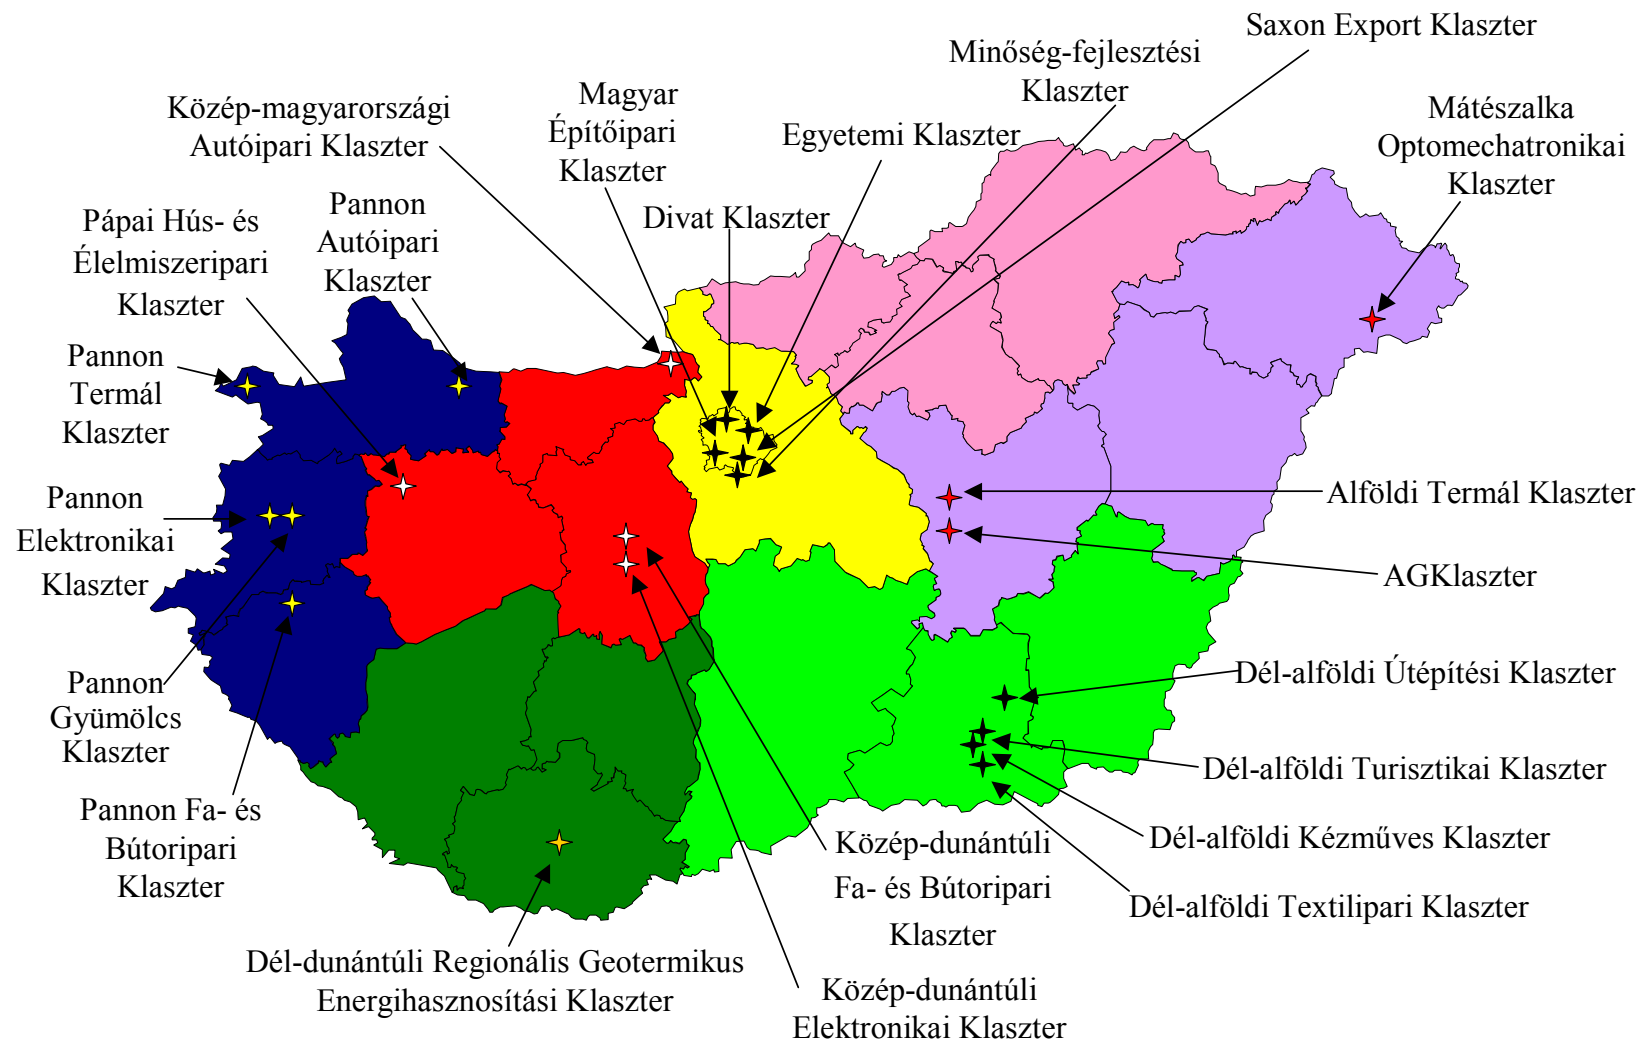 Saxon Export Klaszter
Minőség-fejlesztési
Klaszter
Magyar
Építőipari
Klaszter
Közép-magyarországi
Autóipari Klaszter
Egyetemi Klaszter
Mátészalka
Optomechatronikai
Klaszter
Divat Klaszter
Pannon
Autóipari
Klaszter
Pápai Hús- és
Élelmiszeripari
Klaszter
Pannon
Termál
Klaszter
Pannon
Elektronikai
Klaszter
Alföldi Termál Klaszter
AGKlaszter
Pannon
Gyümölcs
Klaszter
Dél-alföldi Útépítési Klaszter
Dél-alföldi Turisztikai Klaszter
Pannon Fa- és
Bútoripari
Klaszter
Dél-alföldi Kézműves Klaszter
Közép-dunántúli
Fa- és Bútoripari
Klaszter
Dél-alföldi Textilipari Klaszter
Dél-dunántúli Regionális Geotermikus
Energihasznosítási Klaszter
Közép-dunántúli
Elektronikai Klaszter